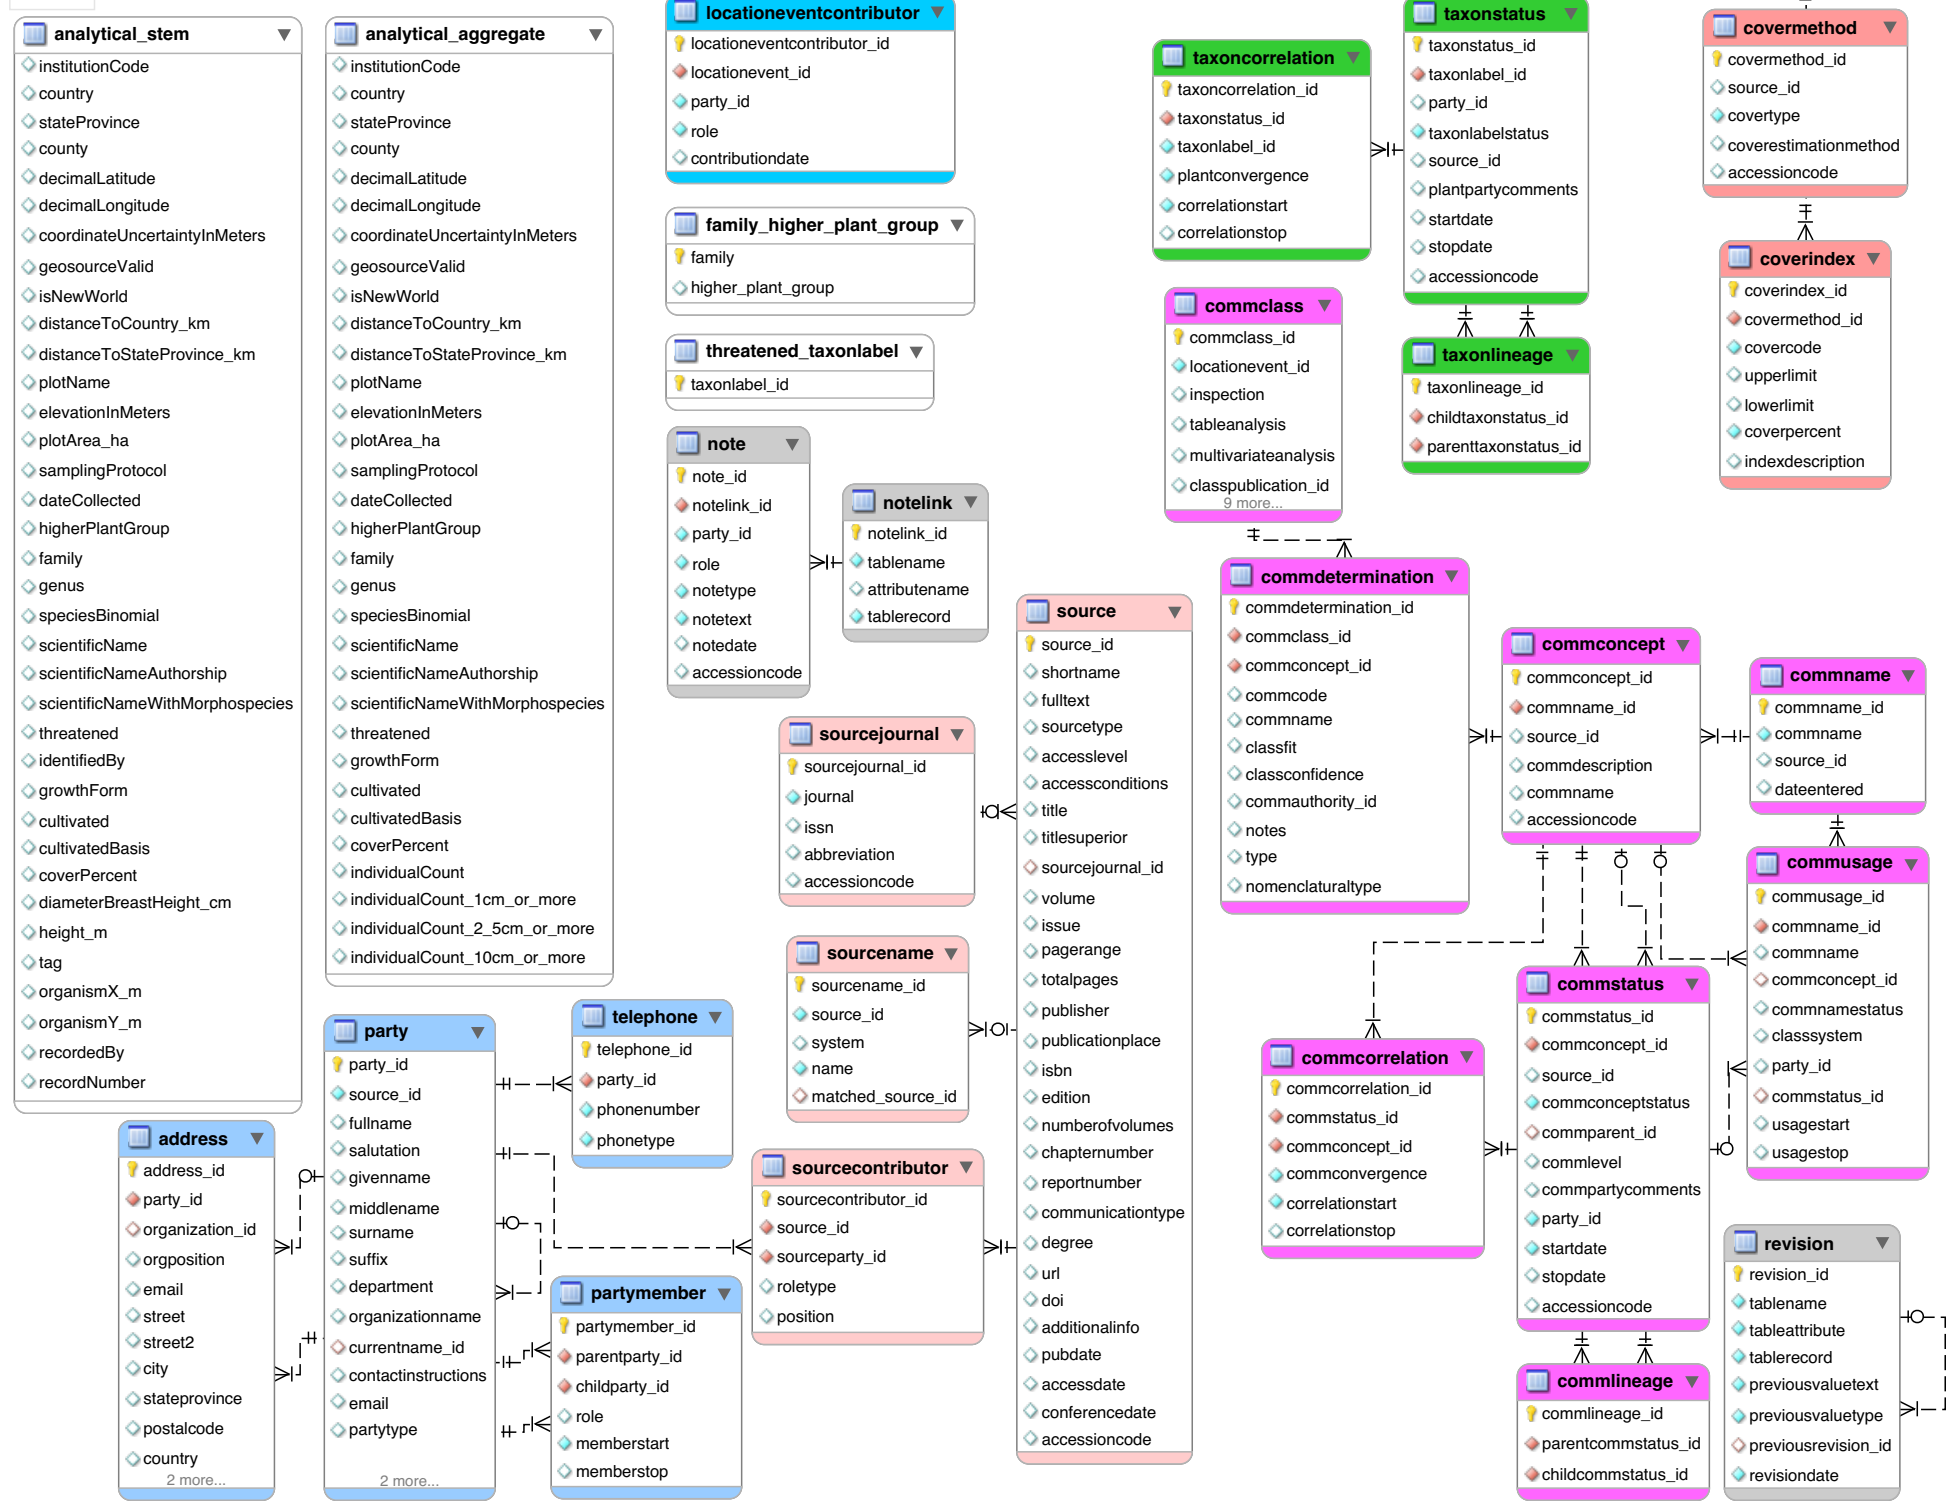 analytical_stem
institutionCode
country
stateProvince
county
decimalLatitude
decimalLongitude
coordinateUncertaintyInMeters
geosourceValid
isNewWorld
distanceToCountry_km
distanceToStateProvince_km
plotName
elevationInMeters
plotArea_ha
samplingProtocol
dateCollected
higherPlantGroup
family
genus
speciesBinomial
scientificName
scientificNameAuthorship
scientificNameWithMorphospecies
threatened
identifiedBy
growthForm
cultivated
cultivatedBasis
coverPercent
diameterBreastHeight_cm
height_m
tag
organismX_m
organismY_m
recordedBy
recordNumber
analytical_aggregate
institutionCode
country
stateProvince
county
decimalLatitude
decimalLongitude
coordinateUncertaintyInMeters
geosourceValid
isNewWorld
distanceToCountry_km
distanceToStateProvince_km
plotName
elevationInMeters
plotArea_ha
samplingProtocol
dateCollected
higherPlantGroup
family
genus
speciesBinomial
scientificName
scientificNameAuthorship
scientificNameWithMorphospecies
threatened
growthForm
cultivated
cultivatedBasis
coverPercent
individualCount
individualCount_1cm_or_more
individualCount_2_5cm_or_more
individualCount_10cm_or_more
locationeventcontributor
locationeventcontributor_id
locationevent_id
party_id
role
contributiondate
family_higher_plant_group
family
higher_plant_group
threatened_taxonlabel
taxonlabel_id
note
note_id
notelink_id
party_id
role
notetype
notetext
notedate
accessioncode
notelink
notelink_id
tablename
attributename
tablerecord
sourcejournal
sourcejournal_id
journal
issn
abbreviation
accessioncode
sourcename
sourcename_id
source_id
system
name
matched_source_id
sourcecontributor
sourcecontributor_id
source_id
sourceparty_id
roletype
position
source
source_id
shortname
fulltext
sourcetype
accesslevel
accessconditions
title
titlesuperior
sourcejournal_id
volume
issue
pagerange
totalpages
publisher
publicationplace
isbn
edition
numberofvolumes
chapternumber
reportnumber
communicationtype
degree
url
doi
additionalinfo
pubdate
accessdate
conferencedate
accessioncode
address
address_id
party_id
organization_id
orgposition
email
street
street2
city
stateprovince
postalcode
country
2 more...
party
party_id
source_id
fullname
salutation
givenname
middlename
surname
suffix
department
organizationname
currentname_id
contactinstructions
email
partytype
2 more...
telephone
telephone_id
party_id
phonenumber
phonetype
partymember
partymember_id
parentparty_id
childparty_id
role
memberstart
memberstop
taxoncorrelation
taxoncorrelation_id
taxonstatus_id
taxonlabel_id
plantconvergence
correlationstart
correlationstop
taxonstatus
taxonstatus_id
taxonlabel_id
party_id
taxonlabelstatus
source_id
plantpartycomments
startdate
stopdate
accessioncode
taxonlineage
taxonlineage_id
childtaxonstatus_id
parenttaxonstatus_id
covermethod
covermethod_id
source_id
covertype
coverestimationmethod
accessioncode
coverindex
coverindex_id
covermethod_id
covercode
upperlimit
lowerlimit
coverpercent
indexdescription
commclass
commclass_id
locationevent_id
inspection
tableanalysis
multivariateanalysis
classpublication_id
9 more...
commdetermination
commdetermination_id
commclass_id
commconcept_id
commcode
commname
classfit
classconfidence
commauthority_id
notes
type
nomenclaturaltype
commconcept
commconcept_id
commname_id
source_id
commdescription
commname
accessioncode
commname
commname_id
commname
source_id
dateentered
commusage
commusage_id
commname_id
commname
commconcept_id
commnamestatus
classsystem
party_id
commstatus_id
usagestart
usagestop
commcorrelation
commcorrelation_id
commstatus_id
commconcept_id
commconvergence
correlationstart
correlationstop
commstatus
commstatus_id
commconcept_id
source_id
commconceptstatus
commparent_id
commlevel
commpartycomments
party_id
startdate
stopdate
accessioncode
commlineage
commlineage_id
parentcommstatus_id
childcommstatus_id
revision
revision_id
tablename
tableattribute
tablerecord
previousvaluetext
previousvaluetype
previousrevision_id
revisiondate